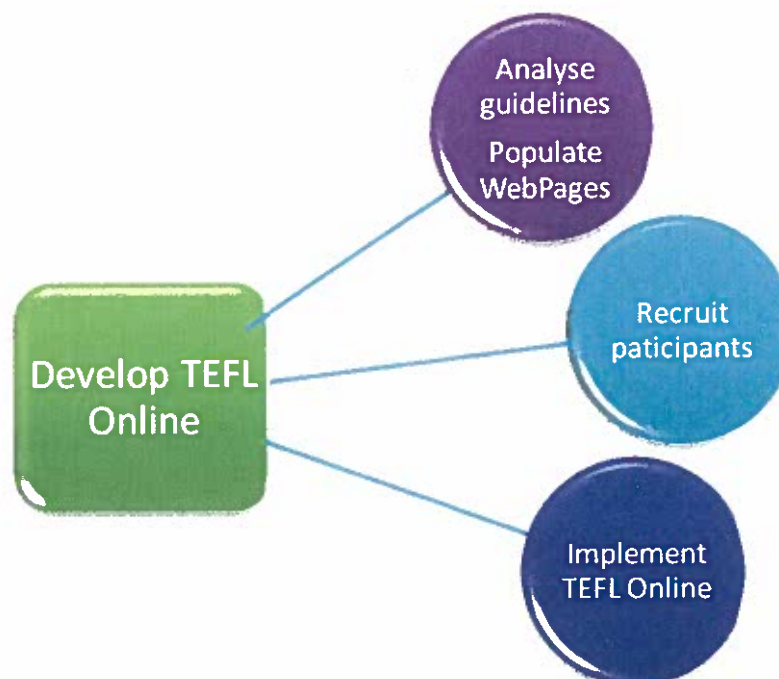 Analyse
guidelines
Populate
WebPages
Recruit
paticipants
Develop TEFL
Online
Implement
TEFL Online